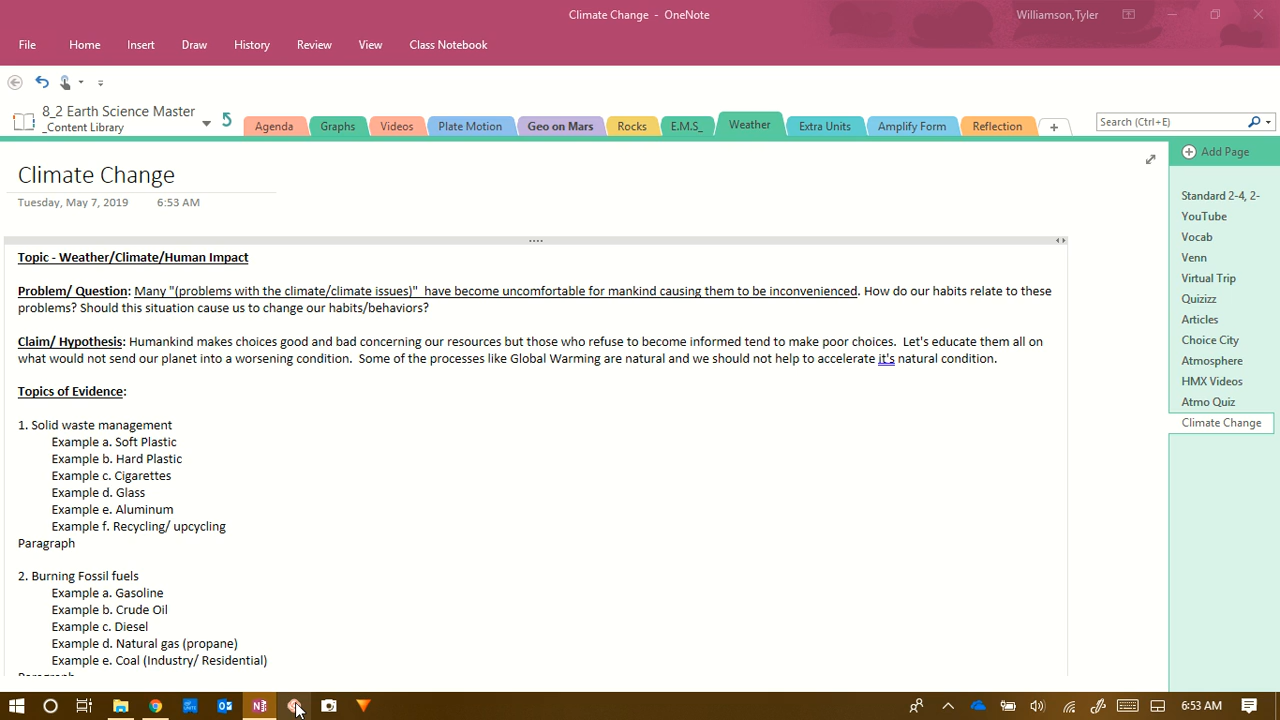 Climate Change - OneNote
Williamson,Tyler
File Home Insert Draw History Review View Class Notebook
8_2 Earth Science Master
_Content Library
Agenda Graphs Videos Plate Motion Geo on Mars Rocks E.M.S_ Weather Extra Units Amplify Form Reflection
Search (Ctrl+E)
Add Page
Climate Change
Tuesday, May 7, 2019 6:53 AM
Standard 2-4, 2-
YouTube
Vocab
Venn
Virtual Trip
Quizizz
Articles
Choice City
Atmosphere
HMX Videos
Atmo Quiz
Climate Change
Topic - Weather/Climate/Human Impact
Problem/ Question: Many "(problems with the climate/climate issues)"  have become uncomfortable for mankind causing them to be inconvenienced. How do our habits relate to these
problems? Should this situation cause us to change our habits/behaviors?
Claim/ Hypothesis: Humankind makes choices good and bad concerning our resources but those who refuse to become informed tend to make poor choices.  Let's educate them all on
what would not send our planet into a worsening condition.  Some of the processes like Global Warming are natural and we should not help to accelerate it's natural condition.
Topics of Evidence:
1. Solid waste management
Example a. Soft Plastic
Example b. Hard Plastic
Example c. Cigarettes
Example d. Glass
Example e. Aluminum
Example f. Recycling/ upcycling
Paragraph
2. Burning Fossil fuels
Example a. Gasoline
Example b. Crude Oil
Example c. Diesel
Example d. Natural gas (propane)
Example e. Coal (Industry/ Residential)
6:53 AM